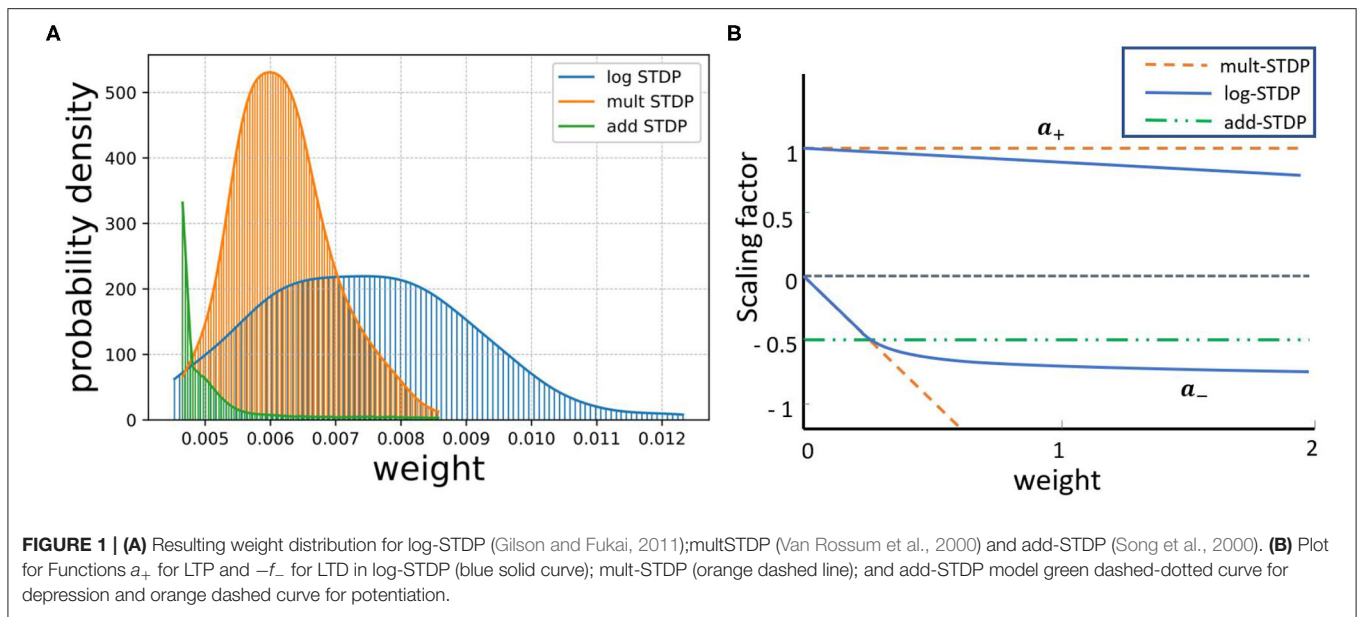 A
probability density
500
400
300
200
100
0
log STDP
mult STDP
add STDP
0.005 0.006 0.007 0.008 0.009 0.010 0.011 0.012
weight
B
Scaling factor
1
0.5
0
- 0.5
- 1
mult-STDP
log-STDP
add-STDP
a+
a−
0 1 2
weight
FIGURE 1 | (A) Resulting weight distribution for log-STDP (Gilson and Fukai, 2011);multSTDP (Van Rossum et al., 2000) and add-STDP (Song et al., 2000). (B) Plot
for Functions a+ for LTP and −f− for LTD in log-STDP (blue solid curve); mult-STDP (orange dashed line); and add-STDP model green dashed-dotted curve for
depression and orange dashed curve for potentiation.